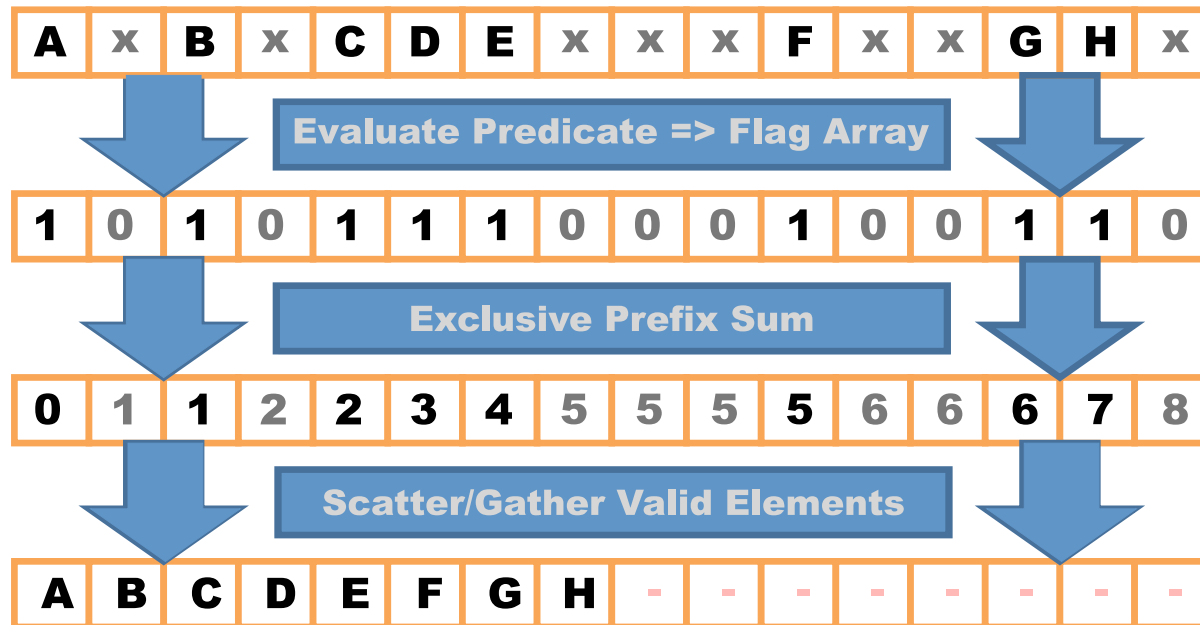 A x B x C D E x x x F x x G H x
Evaluate Predicate => Flag Array
1 0 1 0 1 1 1 0 0 0 1 0 0 1 1 0
Exclusive Prefix Sum
0 1 1 2 2 3 4 5 5 5 5 6 6 6 7 8
Scatter/Gather Valid Elements
A B C D E F G H - - - - - - - -